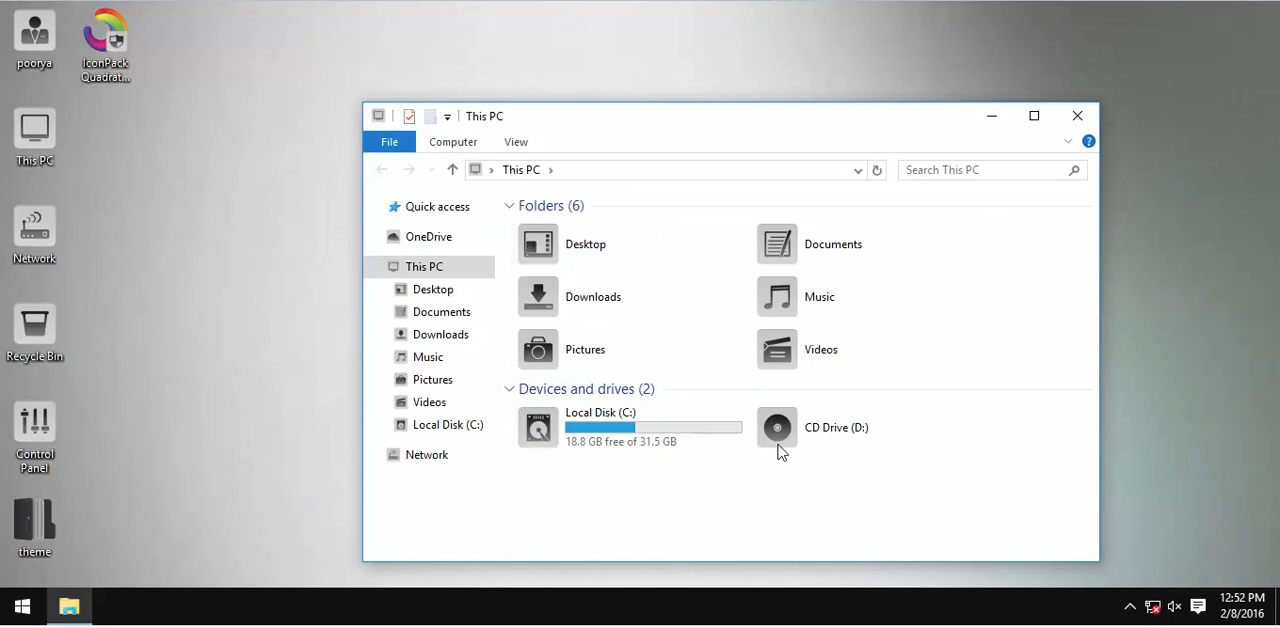 poorya
IconPack
Quadrat...
This PC
Network
Recycle Bin
Control
Panel
theme
This PC
File
Computer
View
This PC
Search This PC
Quick access
OneDrive
This PC
Desktop
Documents
Downloads
Music
Pictures
Videos
Local Disk (C:)
Network
Folders (6)
Desktop
Documents
Downloads
Music
Pictures
Videos
Devices and drives (2)
Local Disk (C:)
18.8 GB free of 31.5 GB
CD Drive (D:)
12:52 PM
2/8/2016